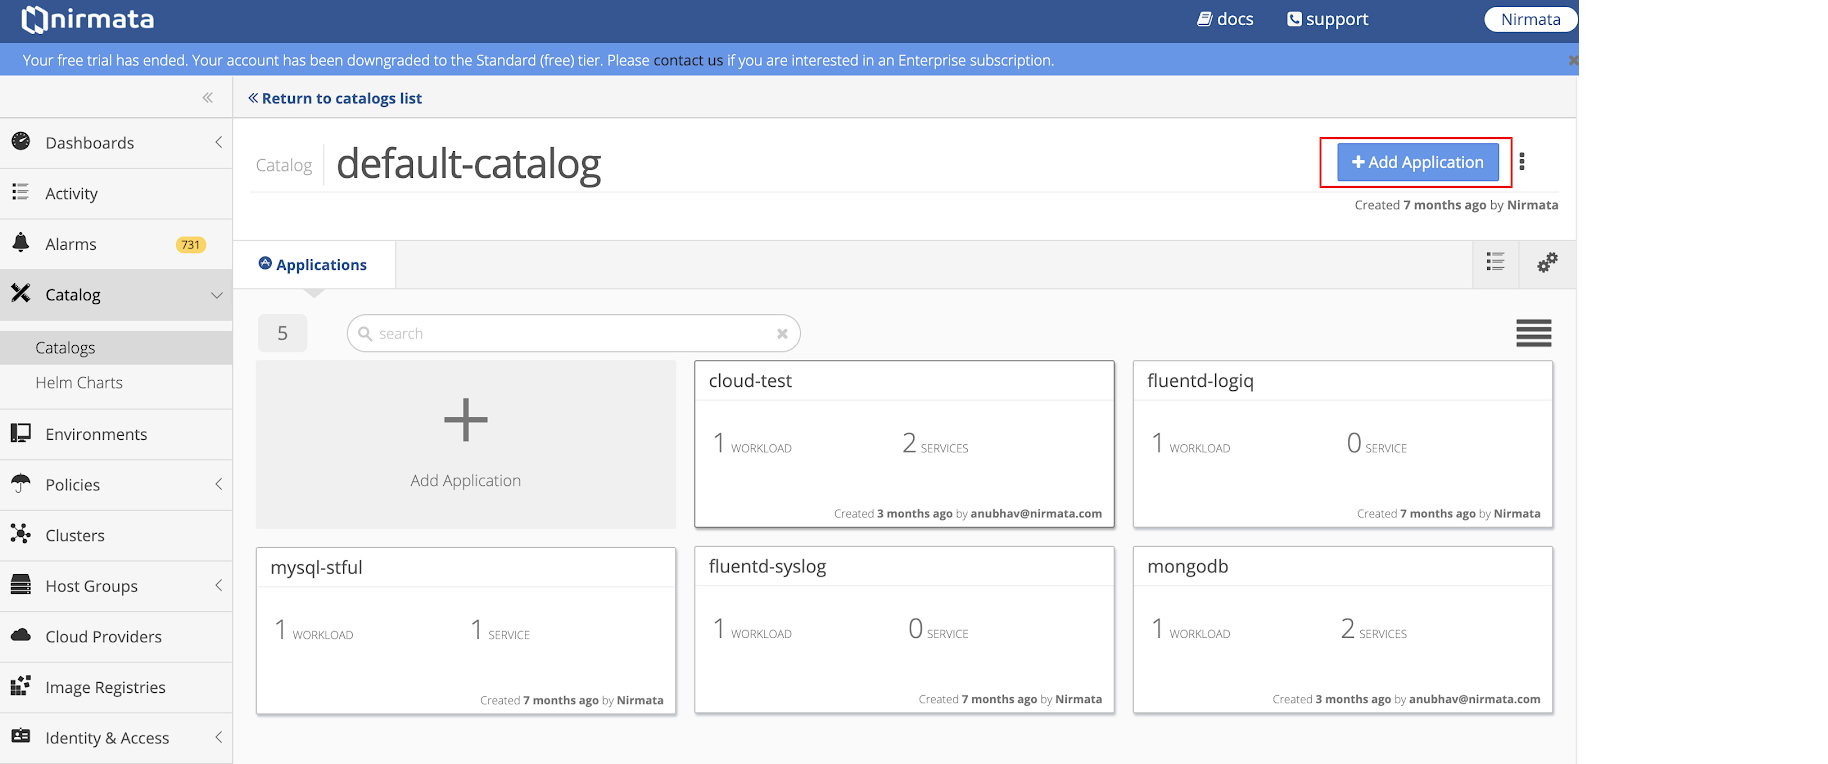 nirmata
docs
support
Nirmata
Your free trial has ended. Your account has been downgraded to the Standard (free) tier. Please contact us if you are interested in an Enterprise subscription.
Return to catalogs list
Dashboards
Activity
Alarms 731
Catalog
Catalogs
Helm Charts
Environments
Policies
Clusters
Host Groups
Cloud Providers
Image Registries
Identity & Access
Catalog default-catalog
Add Application
Created 7 months ago by Nirmata
Applications
5
search
Add Application
cloud-test
1 WORKLOAD 2 SERVICES
Created 3 months ago by anubhav@nirmata.com
fluentd-logiq
1 WORKLOAD 0 SERVICE
Created 7 months ago by Nirmata
mysql-stful
1 WORKLOAD 1 SERVICE
Created 7 months ago by Nirmata
fluentd-syslog
1 WORKLOAD 0 SERVICE
Created 7 months ago by Nirmata
mongodb
1 WORKLOAD 2 SERVICES
Created 3 months ago by anubhav@nirmata.com